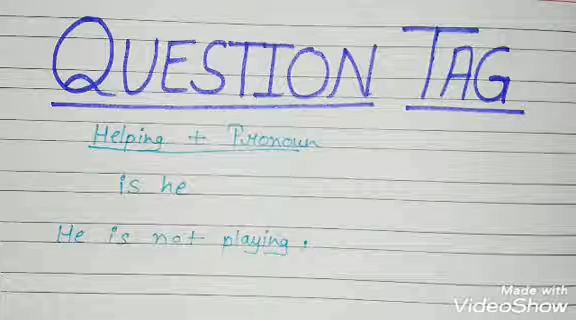 QUESTION TAG
Helping + Pronoun
is he
He is not playing.
Made with
VideoShow